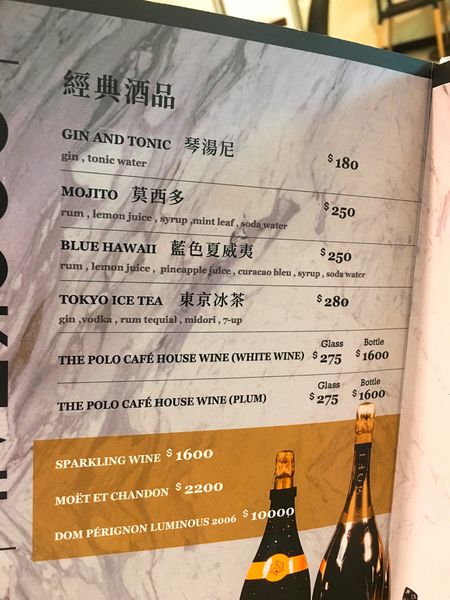 經典酒品
GIN AND TONIC 琴湯尼 $180
gin , tonic water
MOJITO 莫西多 $250
rum , lemon juice , syrup ,mint leaf , soda water
BLUE HAWAII 藍色夏威夷 $250
rum , lemon juice , pineapple juice , curacao bleu , syrup , soda water
TOKYO ICE TEA 東京冰茶 $280
gin ,vodka , rum tequial , midori , 7-up
Glass Bottle
THE POLO CAFÉ HOUSE WINE (WHITE WINE) $275 $1600
Glass Bottle
THE POLO CAFÉ HOUSE WINE (PLUM) $275 $1600
SPARKLING WINE $1600
MOËT ET CHANDON $2200
DOM PÉRIGNON LUMINOUS 2006 $10000
MOËT